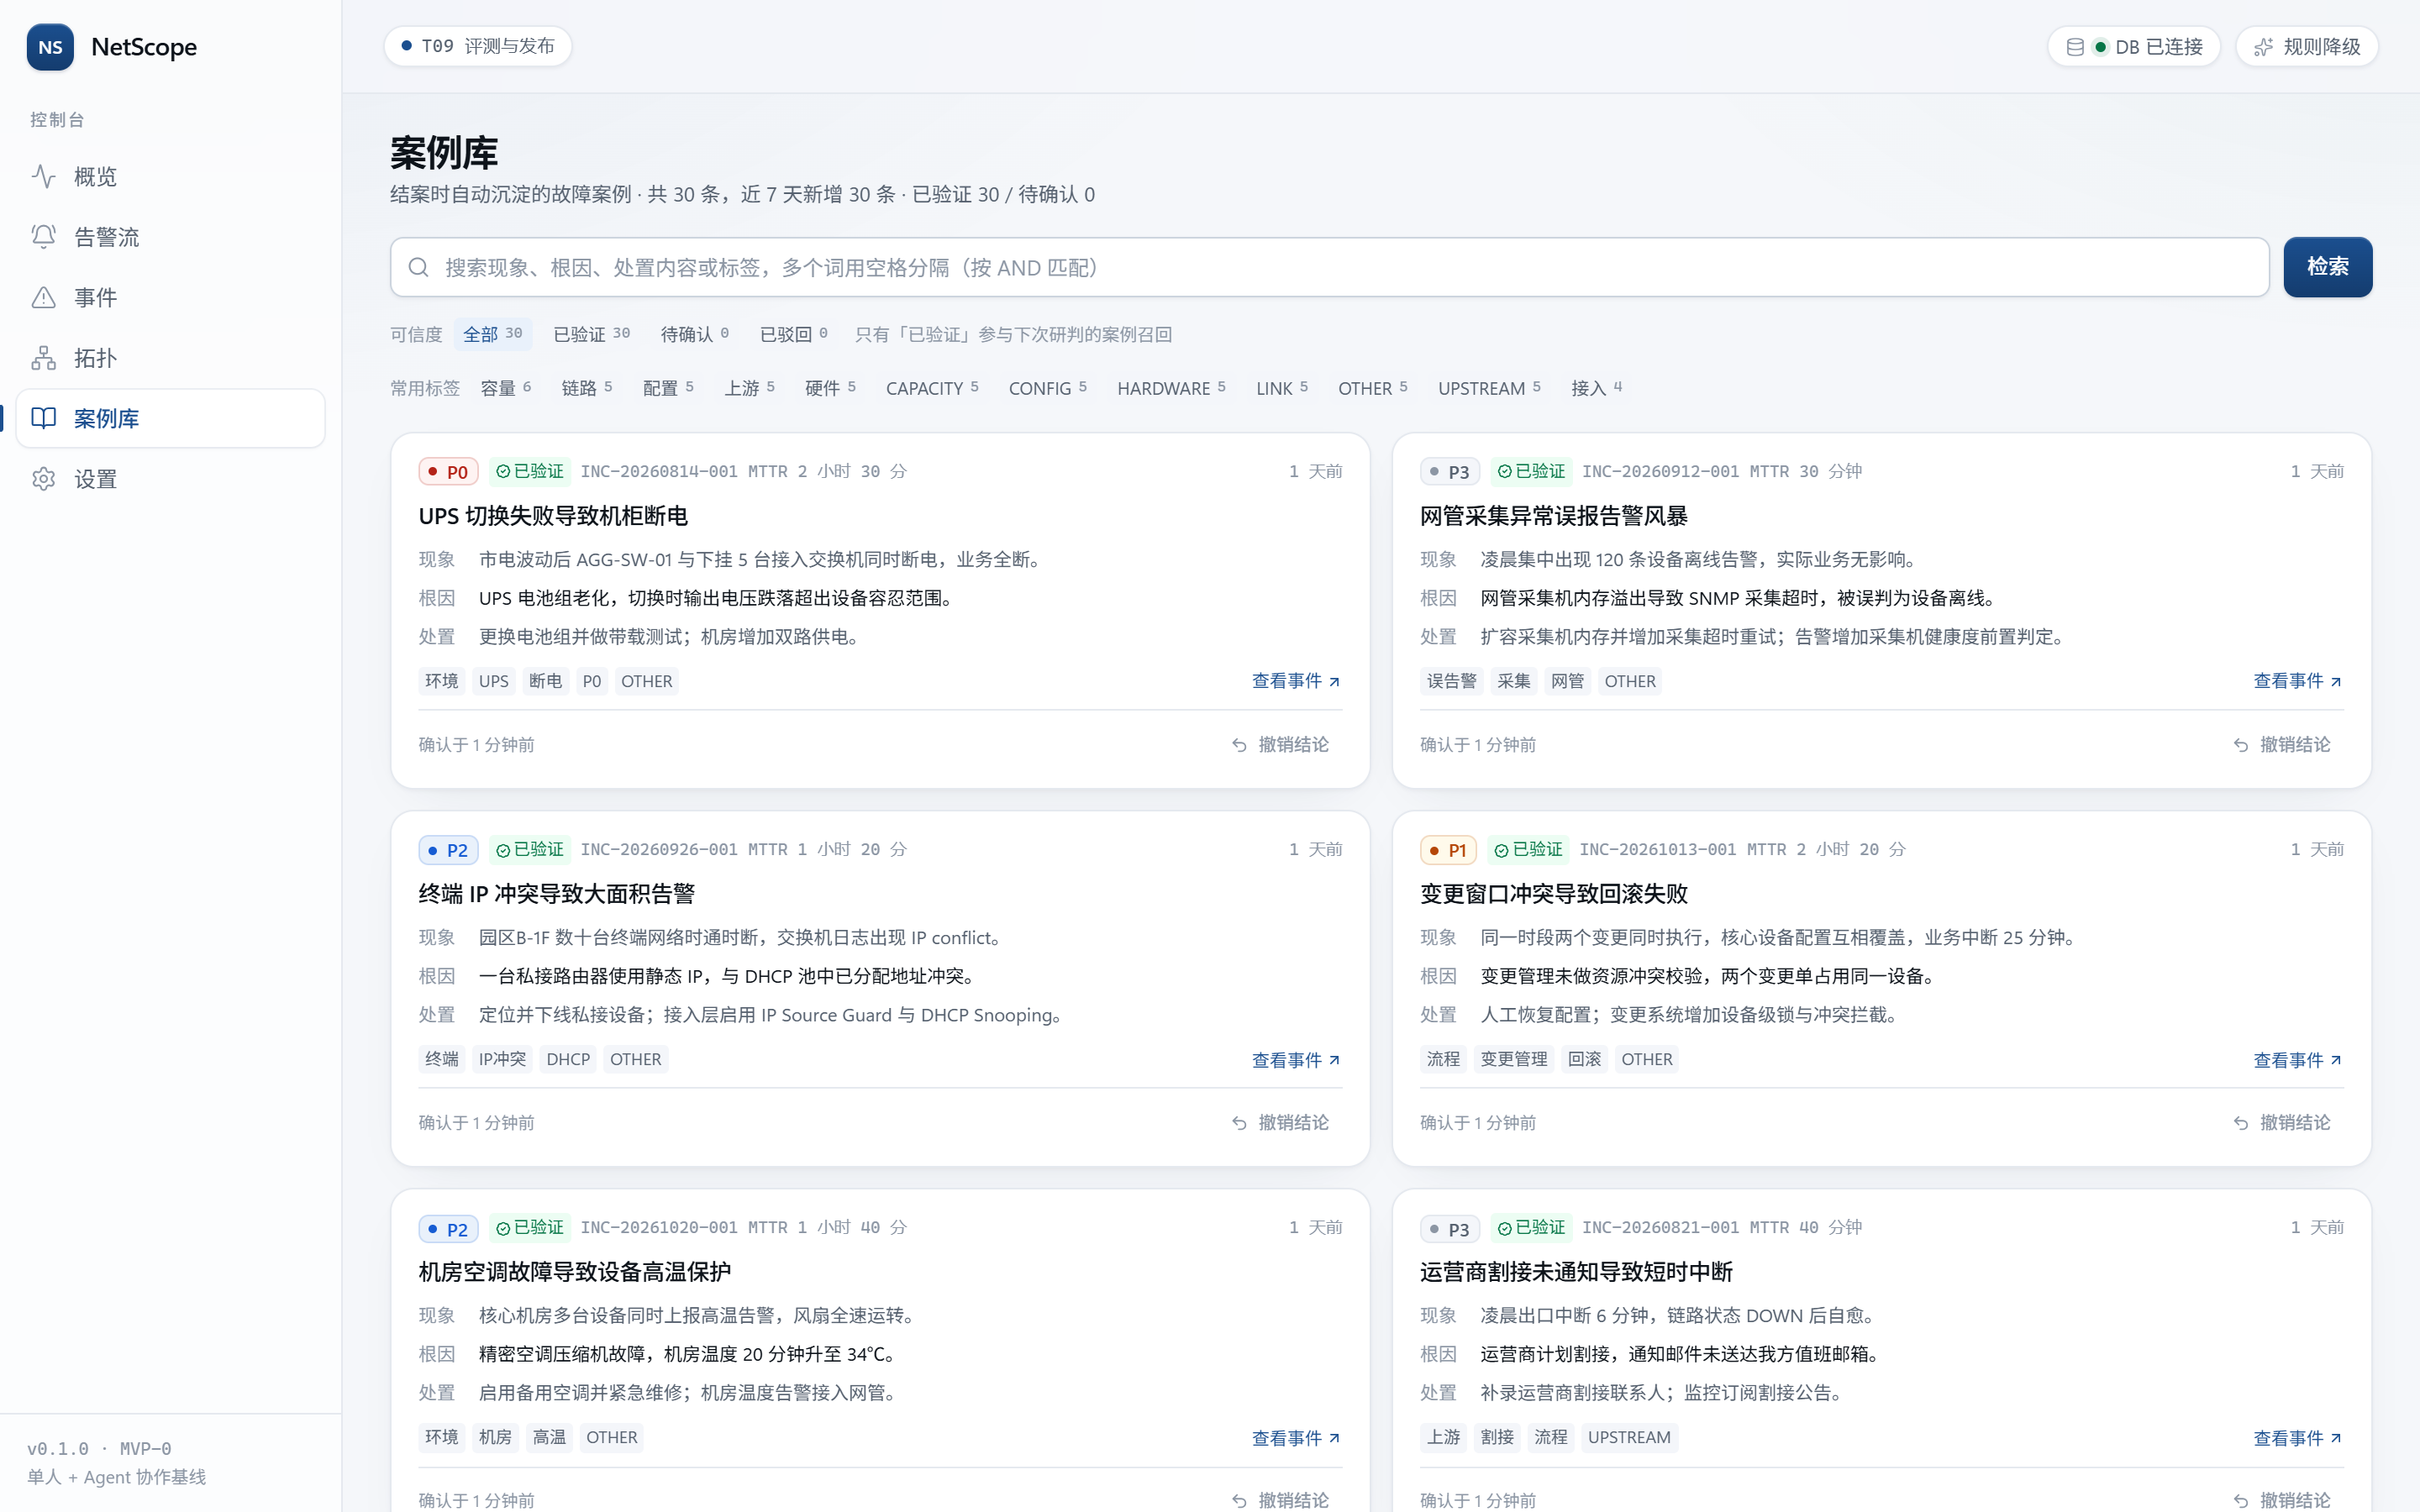 NS NetScope
控制台
概览
告警流
事件
拓扑
案例库
设置
v0.1.0 · MVP-0
单人 + Agent 协作基线
T09 评测与发布
DB 已连接
规则降级
案例库
结案时自动沉淀的故障案例 · 共 30 条，近 7 天新增 30 条 · 已验证 30 / 待确认 0
搜索现象、根因、处置内容或标签，多个词用空格分隔（按 AND 匹配）
检索
可信度 全部 30 已验证 30 待确认 0 已驳回 0 只有「已验证」参与下次研判的案例召回
常用标签 容量 6 链路 5 配置 5 上游 5 硬件 5 CAPACITY 5 CONFIG 5 HARDWARE 5 LINK 5 OTHER 5 UPSTREAM 5 接入 4
P0 已验证 INC-20260814-001 MTTR 2 小时 30 分 1 天前
UPS 切换失败导致机柜断电
现象 市电波动后 AGG-SW-01 与下挂 5 台接入交换机同时断电，业务全断。
根因 UPS 电池组老化，切换时输出电压跌落超出设备容忍范围。
处置 更换电池组并做带载测试；机房增加双路供电。
环境 UPS 断电 P0 OTHER 查看事件
确认于 1 分钟前 撤销结论
P3 已验证 INC-20260912-001 MTTR 30 分钟 1 天前
网管采集异常误报告警风暴
现象 凌晨集中出现 120 条设备离线告警，实际业务无影响。
根因 网管采集机内存溢出导致 SNMP 采集超时，被误判为设备离线。
处置 扩容采集机内存并增加采集超时重试；告警增加采集机健康度前置判定。
误告警 采集 网管 OTHER 查看事件
确认于 1 分钟前 撤销结论
P2 已验证 INC-20260926-001 MTTR 1 小时 20 分 1 天前
终端 IP 冲突导致大面积告警
现象 园区B-1F 数十台终端网络时通时断，交换机日志出现 IP conflict。
根因 一台私接路由器使用静态 IP，与 DHCP 池中已分配地址冲突。
处置 定位并下线私接设备；接入层启用 IP Source Guard 与 DHCP Snooping。
终端 IP冲突 DHCP OTHER 查看事件
确认于 1 分钟前 撤销结论
P1 已验证 INC-20261013-001 MTTR 2 小时 20 分 1 天前
变更窗口冲突导致回滚失败
现象 同一时段两个变更同时执行，核心设备配置互相覆盖，业务中断 25 分钟。
根因 变更管理未做资源冲突校验，两个变更单占用同一设备。
处置 人工恢复配置；变更系统增加设备级锁与冲突拦截。
流程 变更管理 回滚 OTHER 查看事件
确认于 1 分钟前 撤销结论
P2 已验证 INC-20261020-001 MTTR 1 小时 40 分 1 天前
机房空调故障导致设备高温保护
现象 核心机房多台设备同时上报高温告警，风扇全速运转。
根因 精密空调压缩机故障，机房温度 20 分钟升至 34℃。
处置 启用备用空调并紧急维修；机房温度告警接入网管。
环境 机房 高温 OTHER 查看事件
确认于 1 分钟前 撤销结论
P3 已验证 INC-20260821-001 MTTR 40 分钟 1 天前
运营商割接未通知导致短时中断
现象 凌晨出口中断 6 分钟，链路状态 DOWN 后自愈。
根因 运营商计划割接，通知邮件未送达我方值班邮箱。
处置 补录运营商割接联系人；监控订阅割接公告。
上游 割接 流程 UPSTREAM 查看事件
确认于 1 分钟前 撤销结论